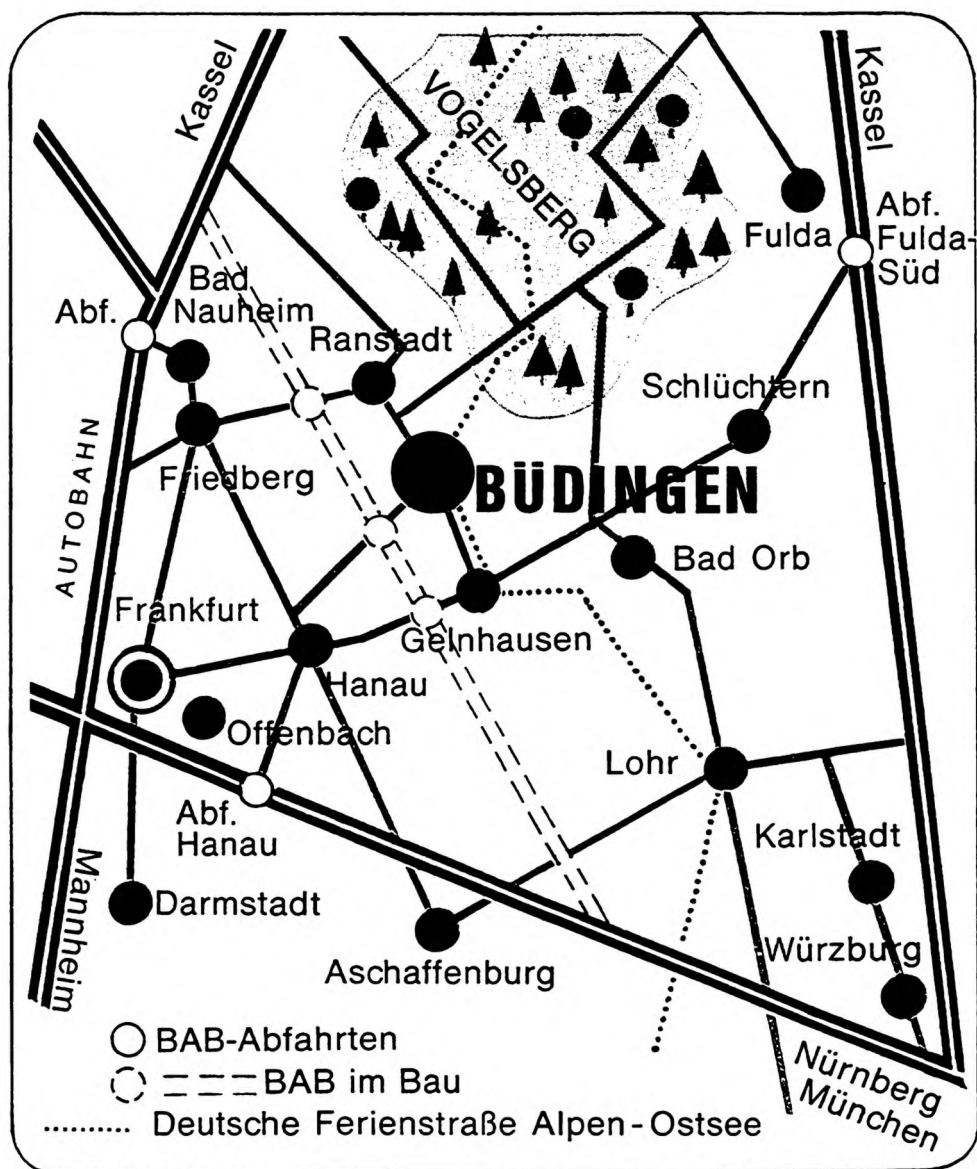 Kassel
Kassel
VOGELSBERG
Fulda
Abf.
Fulda-
Süd
Bad
Nauheim
Abf.
Ranstadt
Schlüchtern
Friedberg
BÜDINGEN
AUTOBAHN
Bad Orb
Frankfurt
Gelnhausen
Hanau
Offenbach
Lohr
Abf.
Hanau
Karlstadt
Mannheim
Darmstadt
Würzburg
Aschaffenburg
BAB-Abfahrten
BAB im Bau
Deutsche Ferienstraße Alpen-Ostsee
Nürnberg
München